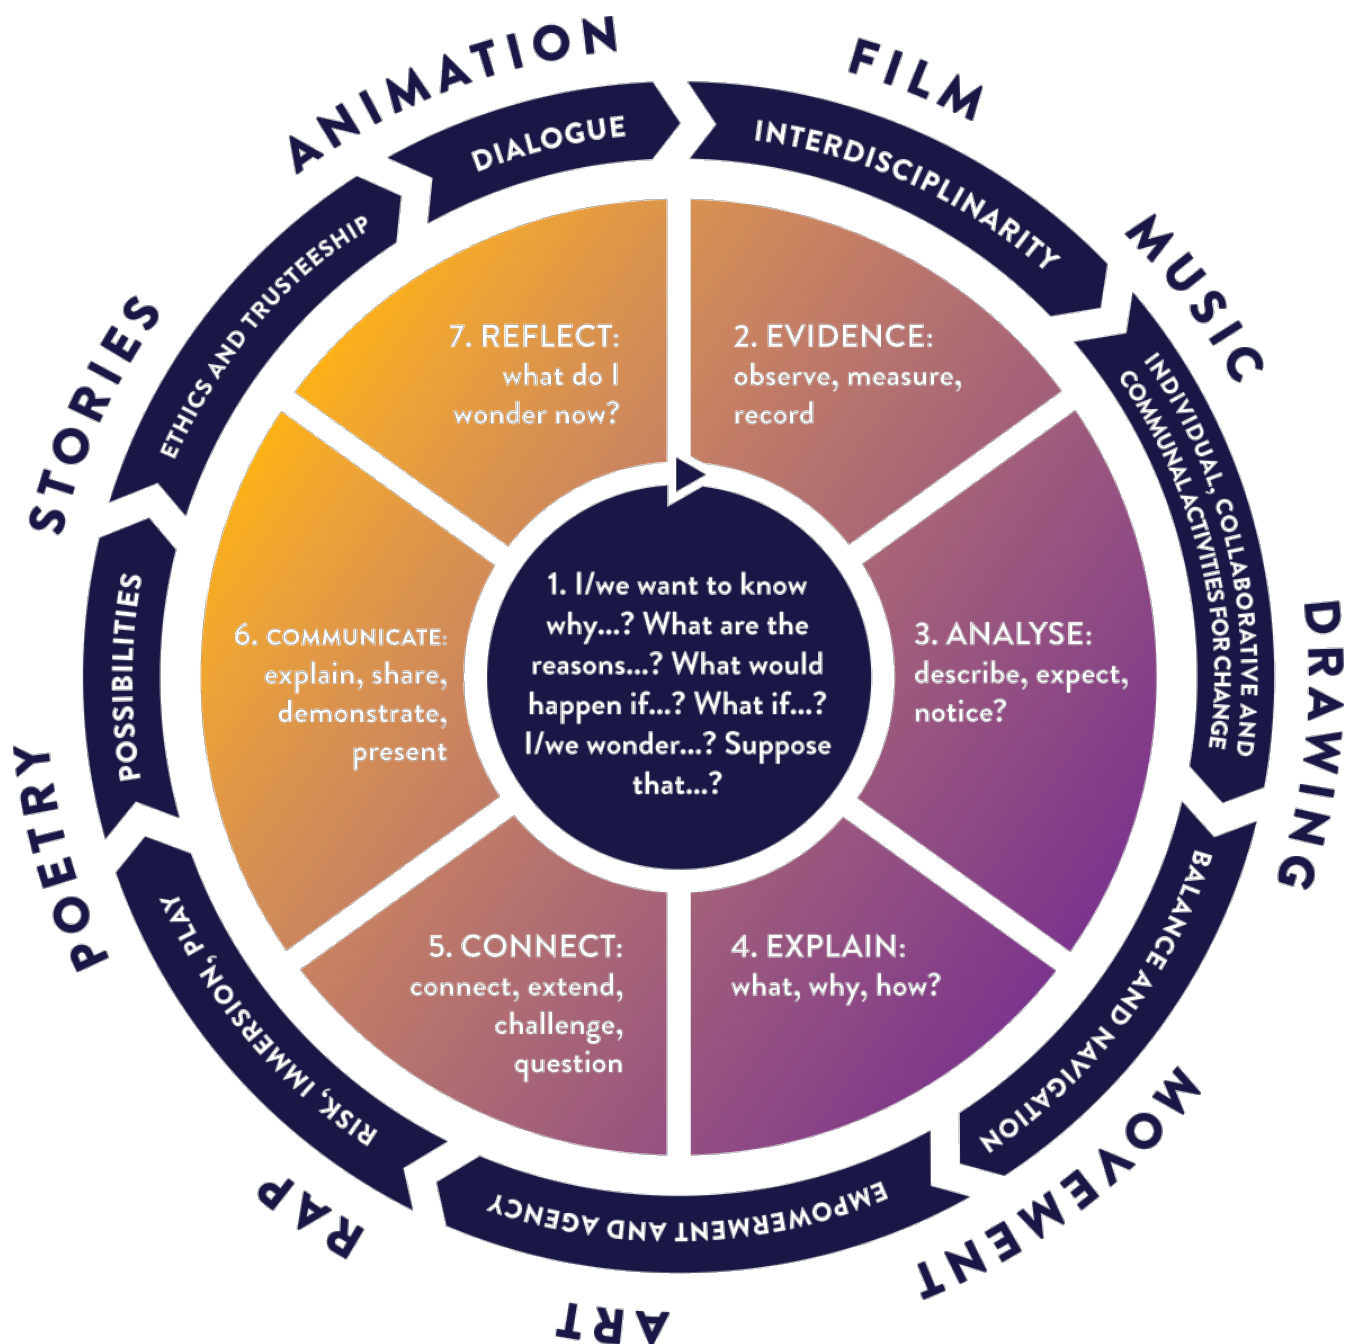 ANIMATION
FILM
MUSIC
DRAWING
MOVEMENT
ART
RAP
POETRY
STORIES
DIALOGUE
INTERDISCIPLINARITY
INDIVIDUAL, COLLABORATIVE AND
COMMUNAL ACTIVITIES FOR CHANGE
BALANCE AND NAVIGATION
EMPOWERMENT AND AGENCY
RISK, IMMERSION, PLAY
POSSIBILITIES
ETHICS AND TRUSTEESHIP
1. I/we want to know
why...? What are the
reasons...? What would
happen if...? What if...?
I/we wonder...? Suppose
that...?
2. EVIDENCE:
observe, measure,
record
3. ANALYSE:
describe, expect,
notice?
4. EXPLAIN:
what, why, how?
5. CONNECT:
connect, extend,
challenge,
question
6. COMMUNICATE:
explain, share,
demonstrate,
present
7. REFLECT:
what do I
wonder now?